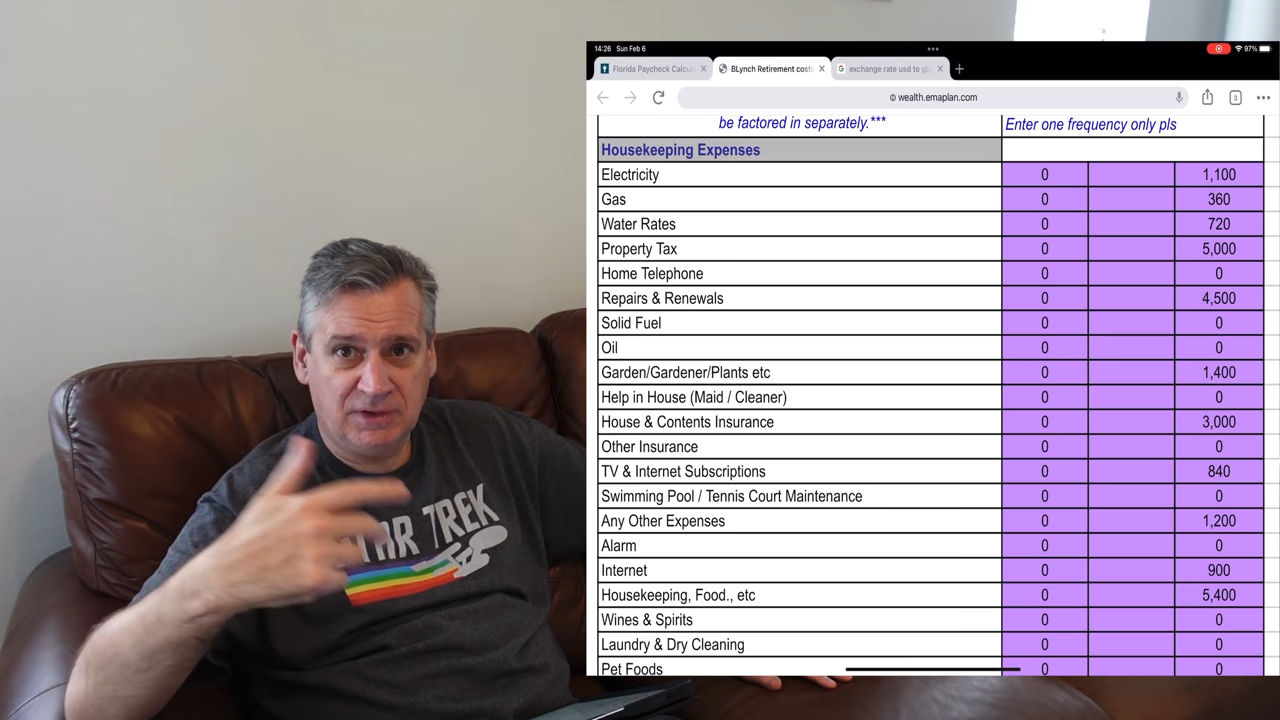 14:26 Sun Feb 6
97%
Florida Paycheck Calcul
BLynch Retirement costs
exchange rate usd to gb
wealth.emaplan.com
3
be factored in separately.***
Enter one frequency only pls
Housekeeping Expenses
Electricity 0 1,100
Gas 0 360
Water Rates 0 720
Property Tax 0 5,000
Home Telephone 0 0
Repairs & Renewals 0 4,500
Solid Fuel 0 0
Oil 0 0
Garden/Gardener/Plants etc 0 1,400
Help in House (Maid / Cleaner) 0 0
House & Contents Insurance 0 3,000
Other Insurance 0 0
TV & Internet Subscriptions 0 840
Swimming Pool / Tennis Court Maintenance 0 0
Any Other Expenses 0 1,200
Alarm 0 0
Internet 0 900
Housekeeping, Food., etc 0 5,400
Wines & Spirits 0 0
Laundry & Dry Cleaning 0 0
Pet Foods 0 0
STAR TREK